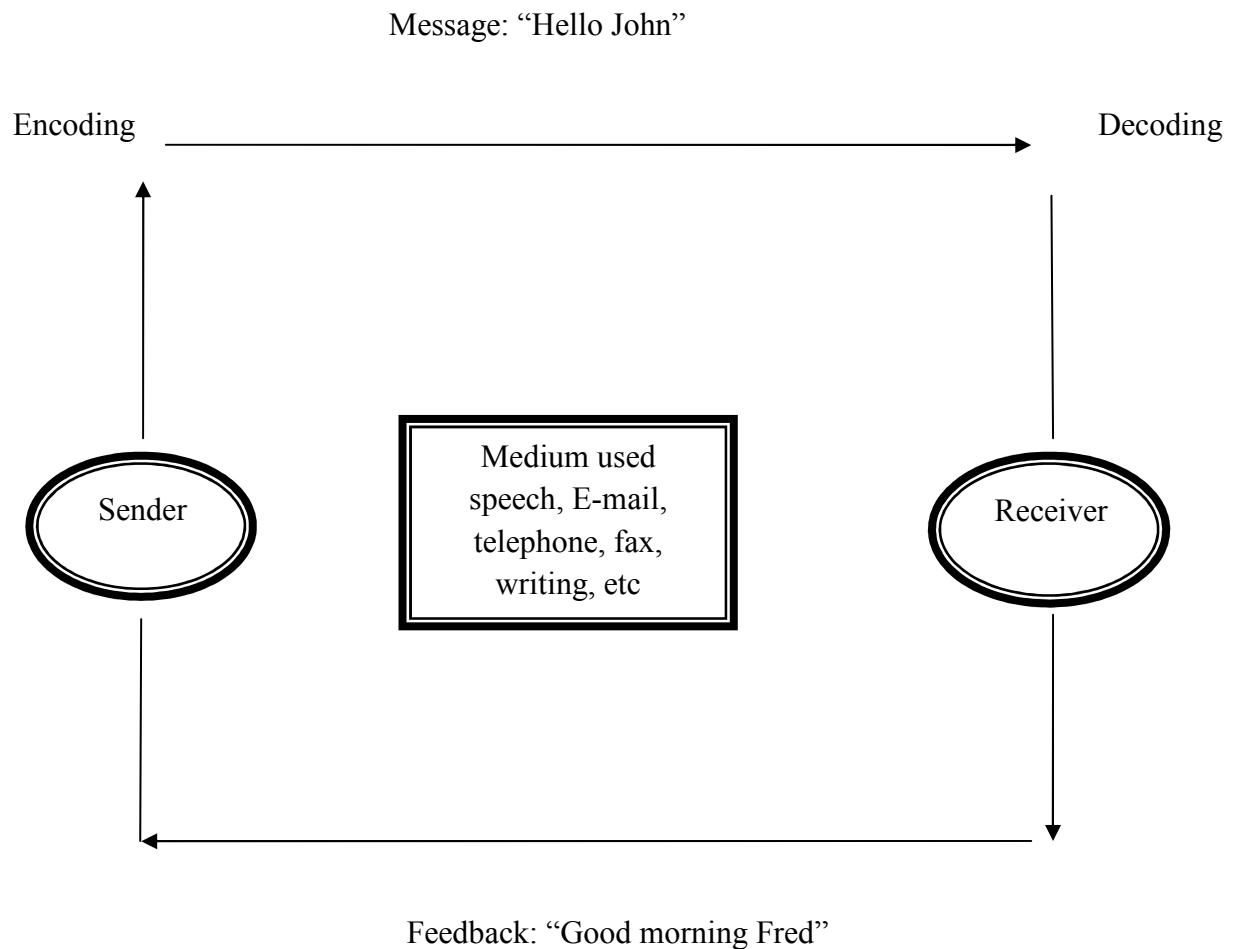 Message: “Hello John”
Encoding
Decoding
Sender
Medium used
speech, E-mail,
telephone, fax,
writing, etc
Receiver
Feedback: “Good morning Fred”